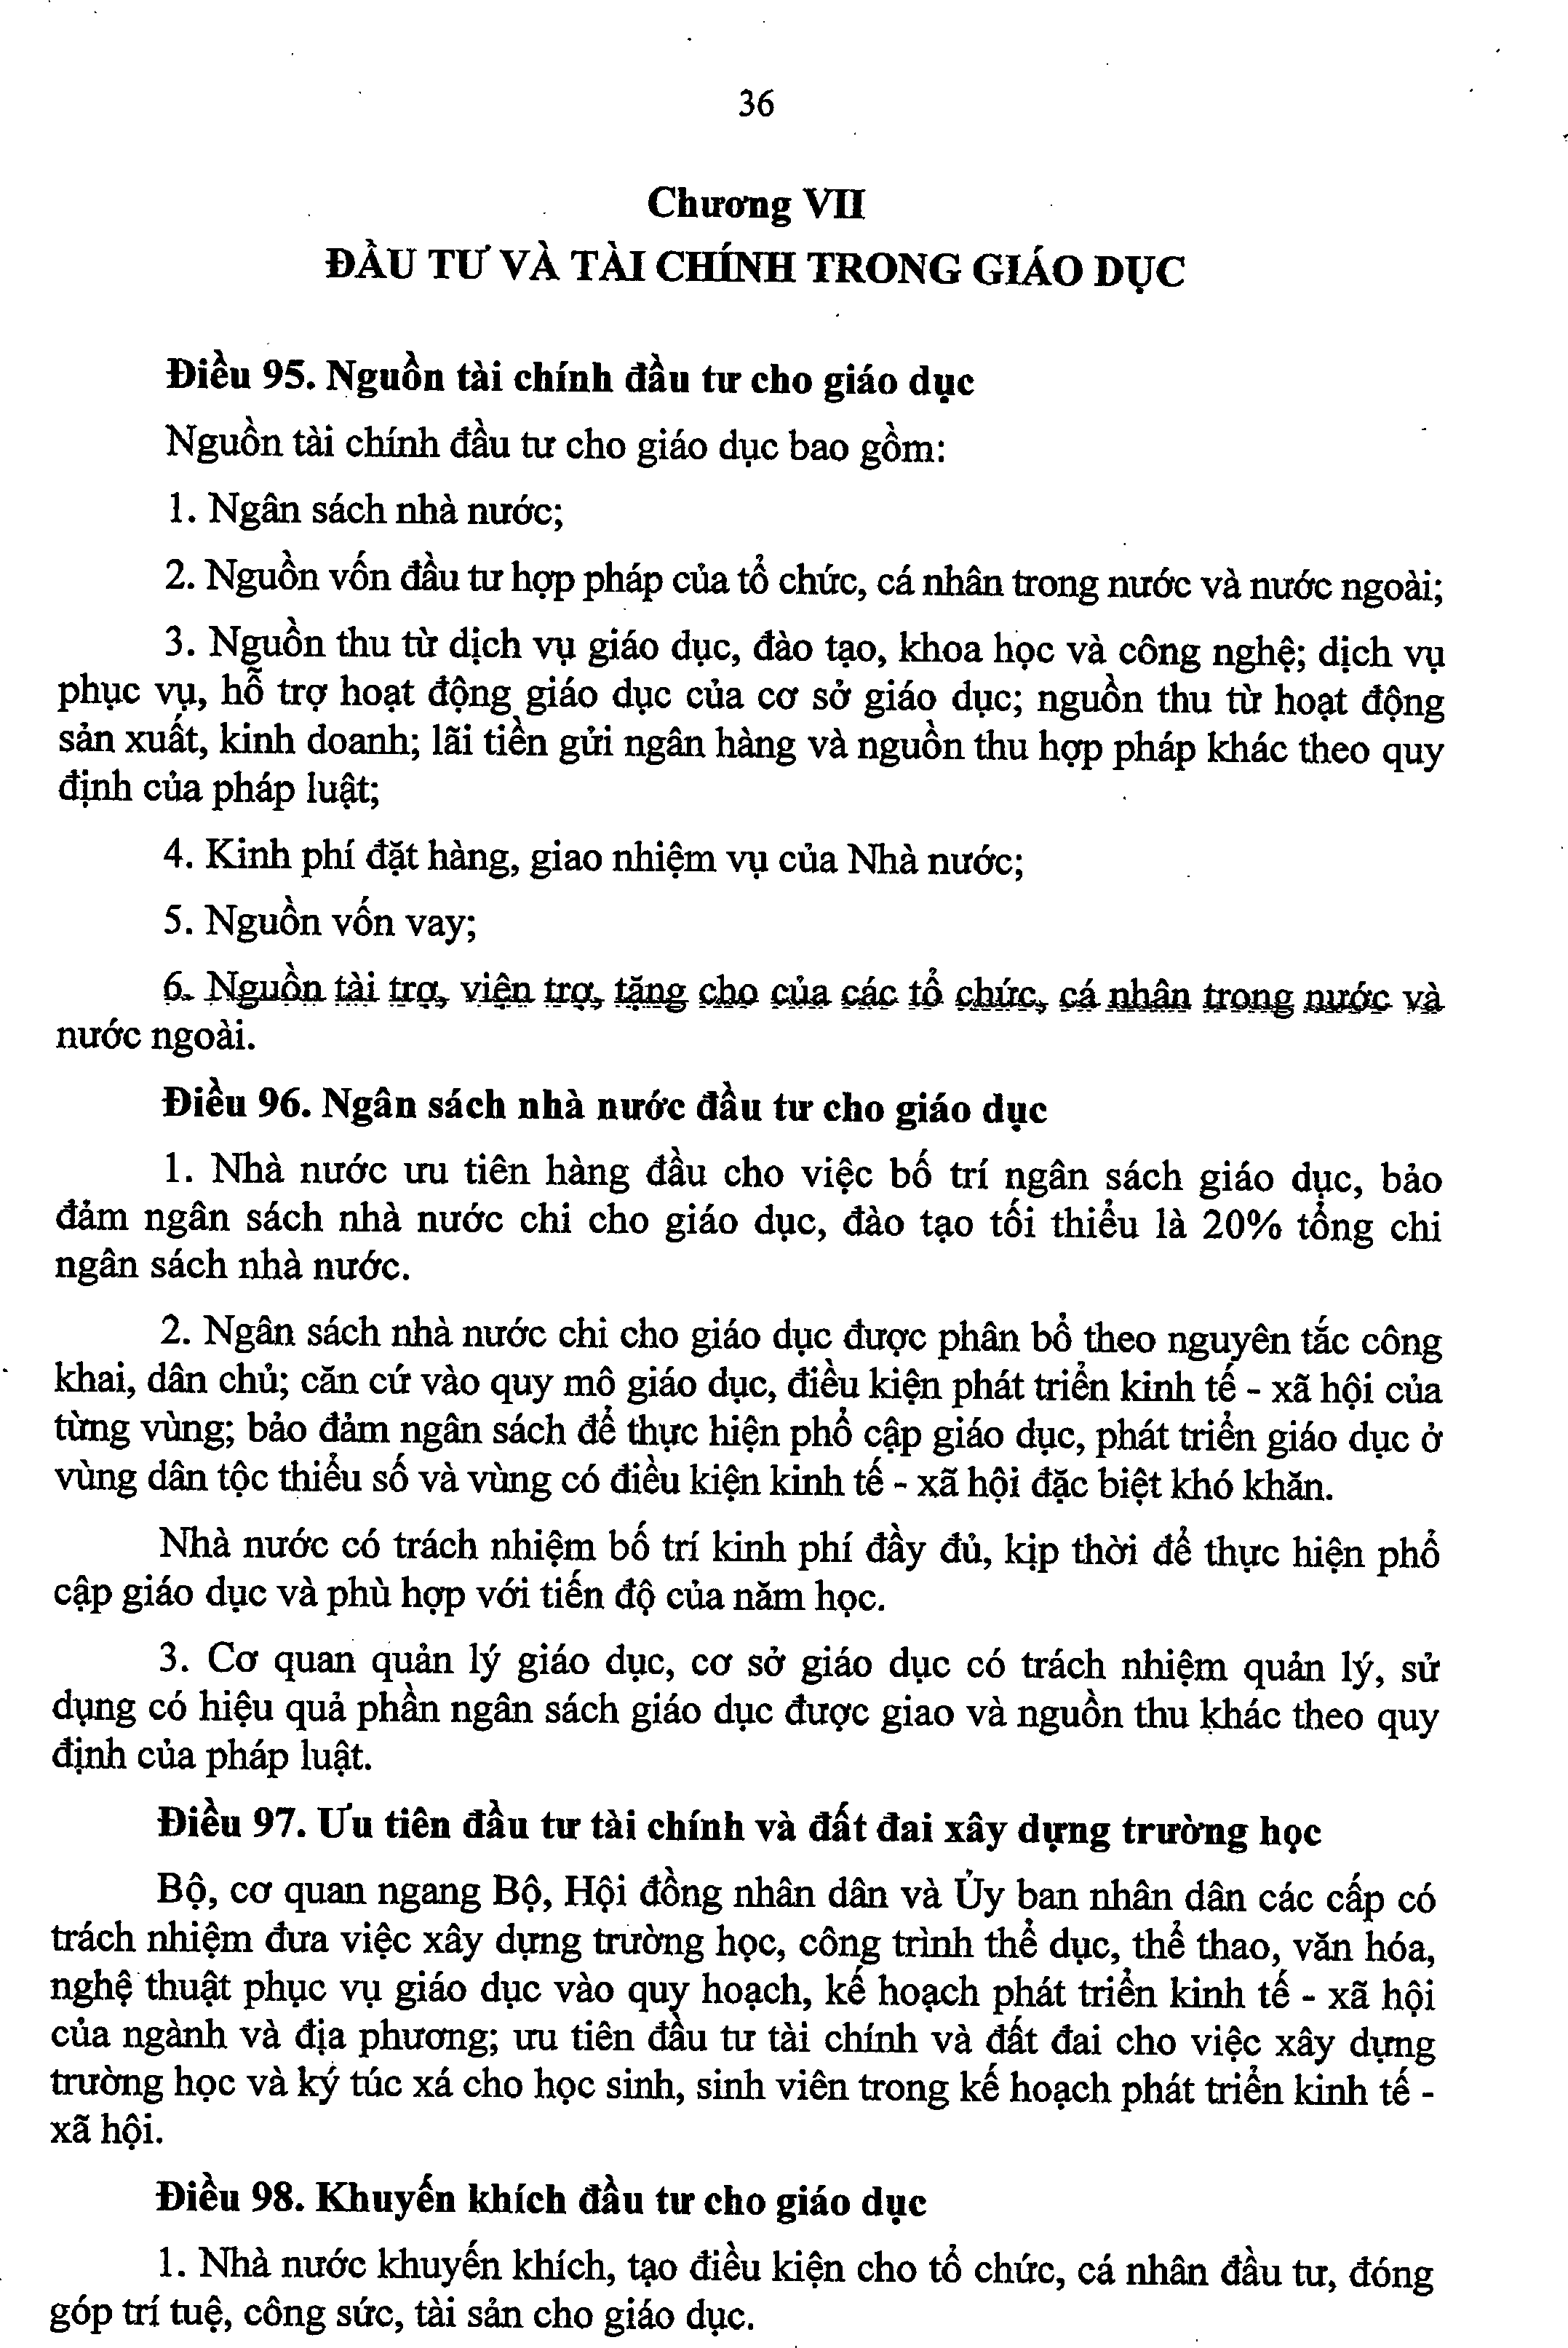 36
Chương VII
ĐẦU TƯ VÀ TÀI CHÍNH TRONG GIÁO DỤC
Điều 95. Nguồn tài chính đầu tư cho giáo dục
Nguồn tài chính đầu tư cho giáo dục bao gồm:
1. Ngân sách nhà nước;
2. Nguồn vốn đầu tư hợp pháp của tổ chức, cá nhân trong nước và nước ngoài;
3. Nguồn thu từ dịch vụ giáo dục, đào tạo, khoa học và công nghệ; dịch vụ
phục vụ, hỗ trợ hoạt động giáo dục của cơ sở giáo dục; nguồn thu từ hoạt động
sản xuất, kinh doanh; lãi tiền gửi ngân hàng và nguồn thu hợp pháp khác theo quy
định của pháp luật;
4. Kinh phí đặt hàng, giao nhiệm vụ của Nhà nước;
5. Nguồn vốn vay;
6. Nguồn tài trợ, viện trợ, tặng cho của các tổ chức, cá nhân trong nước và
nước ngoài.
Điều 96. Ngân sách nhà nước đầu tư cho giáo dục
1. Nhà nước ưu tiên hàng đầu cho việc bố trí ngân sách giáo dục, bảo
đảm ngân sách nhà nước chi cho giáo dục, đào tạo tối thiểu là 20% tổng chi
ngân sách nhà nước.
2. Ngân sách nhà nước chi cho giáo dục được phân bổ theo nguyên tắc công
khai, dân chủ; căn cứ vào quy mô giáo dục, điều kiện phát triển kinh tế - xã hội của
từng vùng; bảo đảm ngân sách để thực hiện phổ cập giáo dục, phát triển giáo dục ở
vùng dân tộc thiểu số và vùng có điều kiện kinh tế - xã hội đặc biệt khó khăn.
Nhà nước có trách nhiệm bố trí kinh phí đầy đủ, kịp thời để thực hiện phổ
cập giáo dục và phù hợp với tiến độ của năm học.
3. Cơ quan quản lý giáo dục, cơ sở giáo dục có trách nhiệm quản lý, sử
dụng có hiệu quả phần ngân sách giáo dục được giao và nguồn thu khác theo quy
định của pháp luật.
Điều 97. Ưu tiên đầu tư tài chính và đất đai xây dựng trường học
Bộ, cơ quan ngang Bộ, Hội đồng nhân dân và Ủy ban nhân dân các cấp có
trách nhiệm đưa việc xây dựng trường học, công trình thể dục, thể thao, văn hóa,
nghệ thuật phục vụ giáo dục vào quy hoạch, kế hoạch phát triển kinh tế - xã hội
của ngành và địa phương; ưu tiên đầu tư tài chính và đất đai cho việc xây dựng
trường học và ký túc xá cho học sinh, sinh viên trong kế hoạch phát triển kinh tế -
xã hội.
Điều 98. Khuyến khích đầu tư cho giáo dục
1. Nhà nước khuyến khích, tạo điều kiện cho tổ chức, cá nhân đầu tư, đóng
góp trí tuệ, công sức, tài sản cho giáo dục.